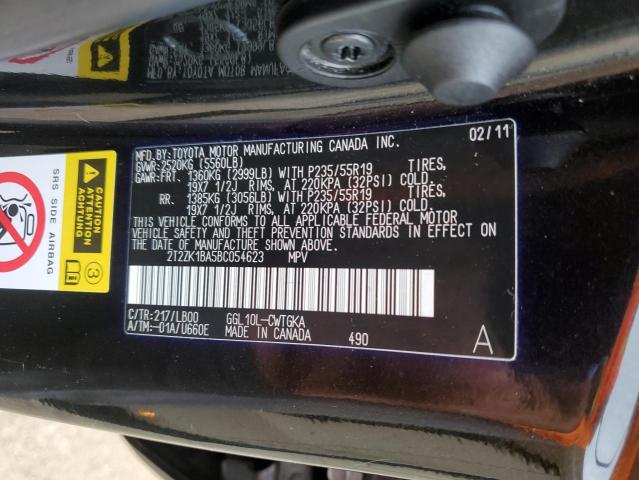 MFD.BY:TOYOTA MOTOR MANUFACTURING CANADA INC. 02/11
GVWR:2520KG (5560LB)
GAWR:FRT. 1360KG (2999LB) WITH P235/55R19 TIRES,
19X7 1/2J RIMS, AT 220KPA (32PSI) COLD.
RR. 1385KG (3056LB) WITH P235/55R19 TIRES,
19X7 1/2J RIMS, AT 220KPA (32PSI) COLD.
THIS VEHICLE CONFORMS TO ALL APPLICABLE FEDERAL MOTOR
VEHICLE SAFETY AND THEFT PREVENTION STANDARDS IN EFFECT
ON THE DATE OF MANUFACTURE SHOWN ABOVE.
2T2ZK1BA5BC054623 MPV
C/TR:217/LB00 GGL10L-CWTGKA
A/TM:-01A/U660E MADE IN CANADA 490 A
CAUTION
ATTENTION
ACHTUNG
SRS SIDE AIRBAG
3